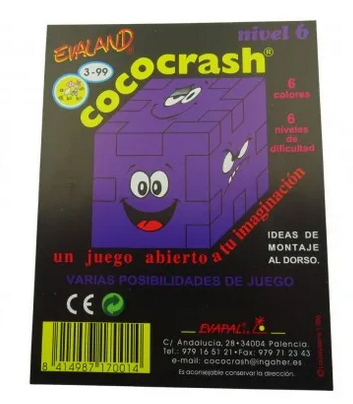 EVALAND
nivel 6
3-99
cococrash®
6
colores
6
niveles
de
dificultad
un juego abierto a tu imaginación
IDEAS DE
MONTAJE
AL DORSO.
VARIAS POSIBILIDADES DE JUEGO
CE
EVAPAL
C/ Andalucía, 28•34004 Palencia.
Tel.: 979 16 51 21•Fax: 979 71 23 43
e-mail: cococrash@ingaher.es
Es aconsejable conservar la dirección.
8 414987 170014